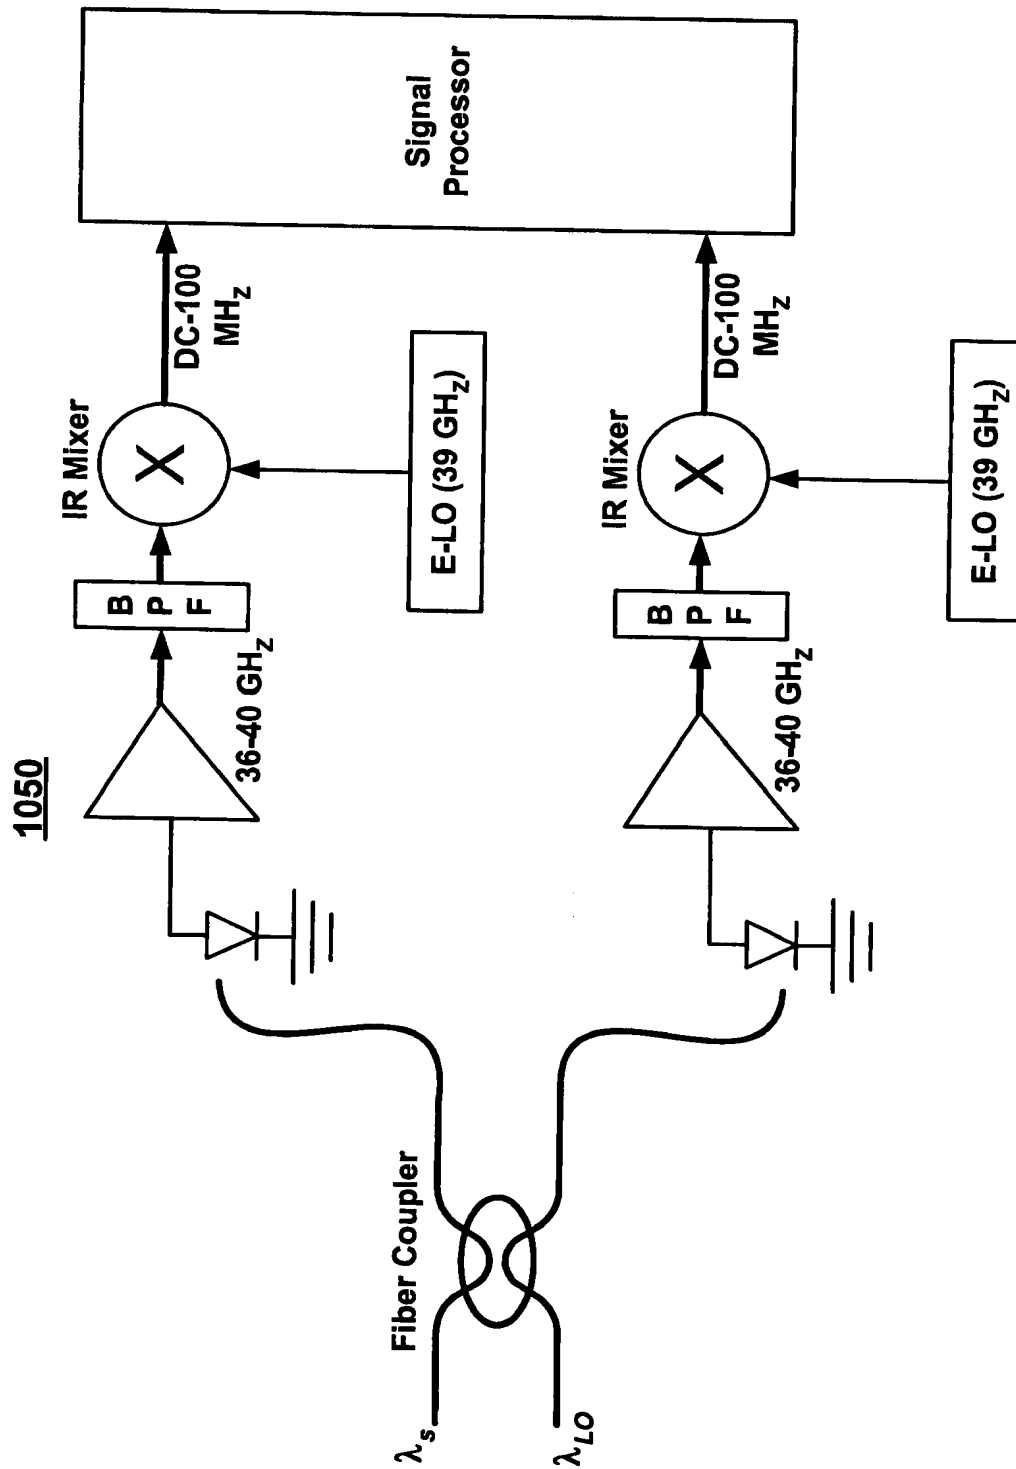 1050
λs
λLO
Fiber Coupler
36-40 GHZ
B
P
F
IR Mixer
X
E-LO (39 GHZ)
DC-100
MHZ
36-40 GHZ
B
P
F
IR Mixer
X
E-LO (39 GHZ)
DC-100
MHZ
Signal
Processor